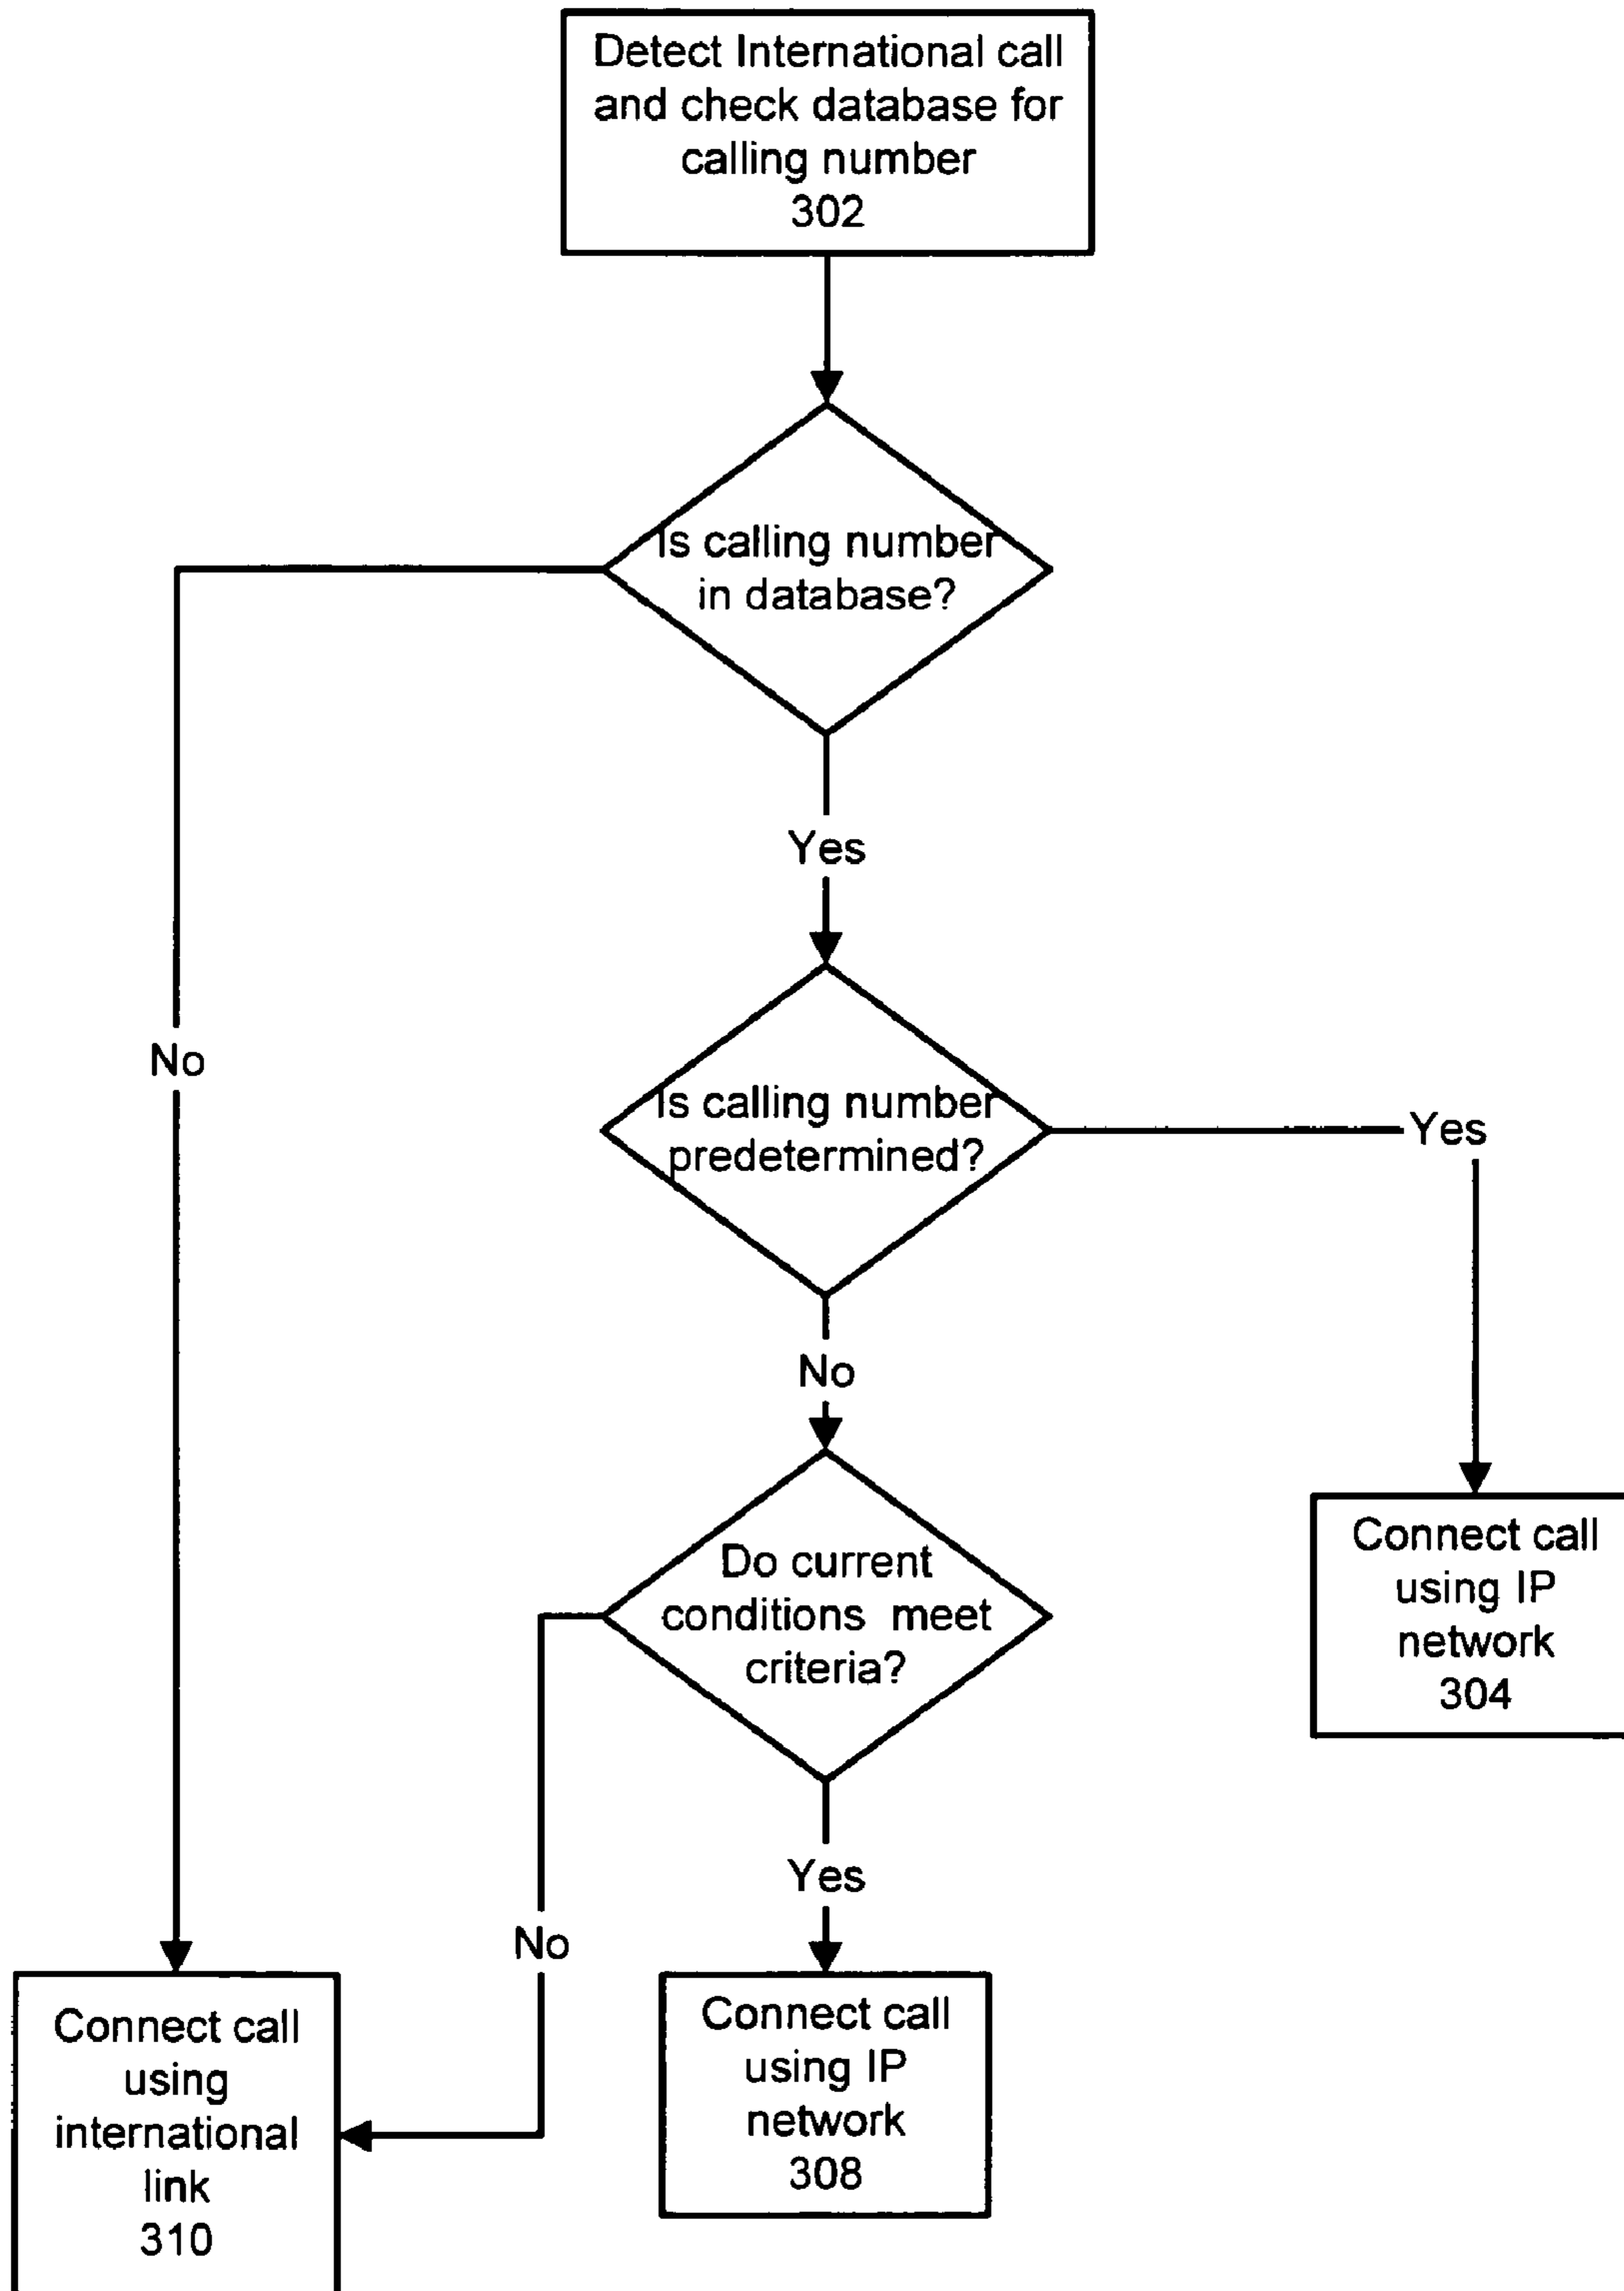 Detect International call
and check database for
calling number
302
Is calling number
in database?
Yes
No
Is calling number
predetermined?
Yes
No
Do current
conditions meet
criteria?
Connect call
using IP
network
304
Yes
No
Connect call
using
international
link
310
Connect call
using IP
network
308